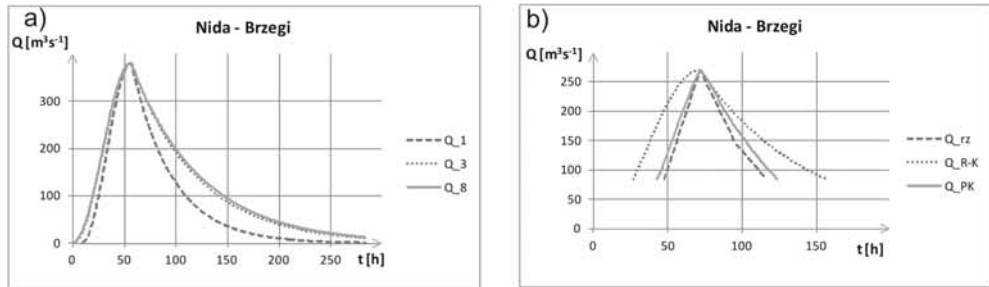 a)
Nida - Brzegi
Q [m³s⁻¹]
300
200
100
0
0 50 100 150 200 250
t [h]
Q_1
Q_3
Q_8
b)
Nida - Brzegi
Q [m³s⁻¹]
250
200
150
100
50
0
0 50 100 150
t [h]
Q_rz
Q_R-K
Q_PK